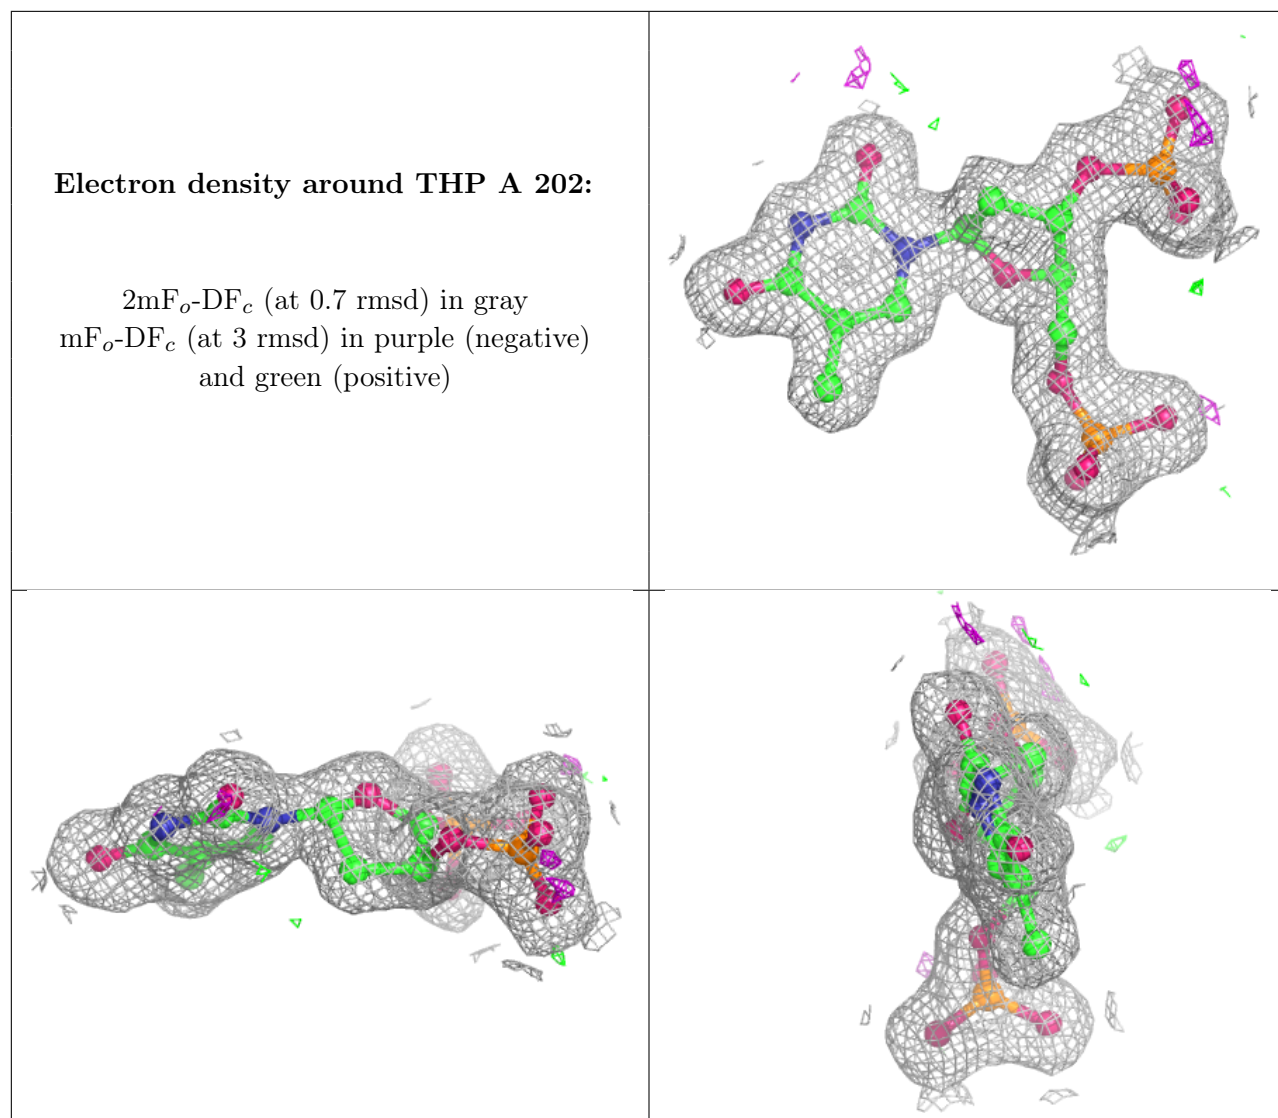 Electron density around THP A 202:
2mFo-DFc (at 0.7 rmsd) in gray
mFo-DFc (at 3 rmsd) in purple (negative)
and green (positive)